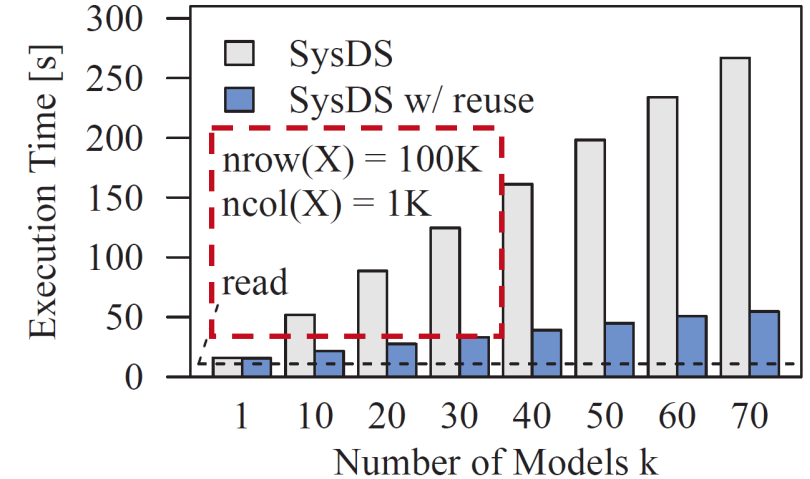 300
250
200
150
100
50
0
Execution Time [s]
SysDS
SysDS w/ reuse
nrow(X) = 100K
ncol(X) = 1K
read
1 10 20 30 40 50 60 70
Number of Models k